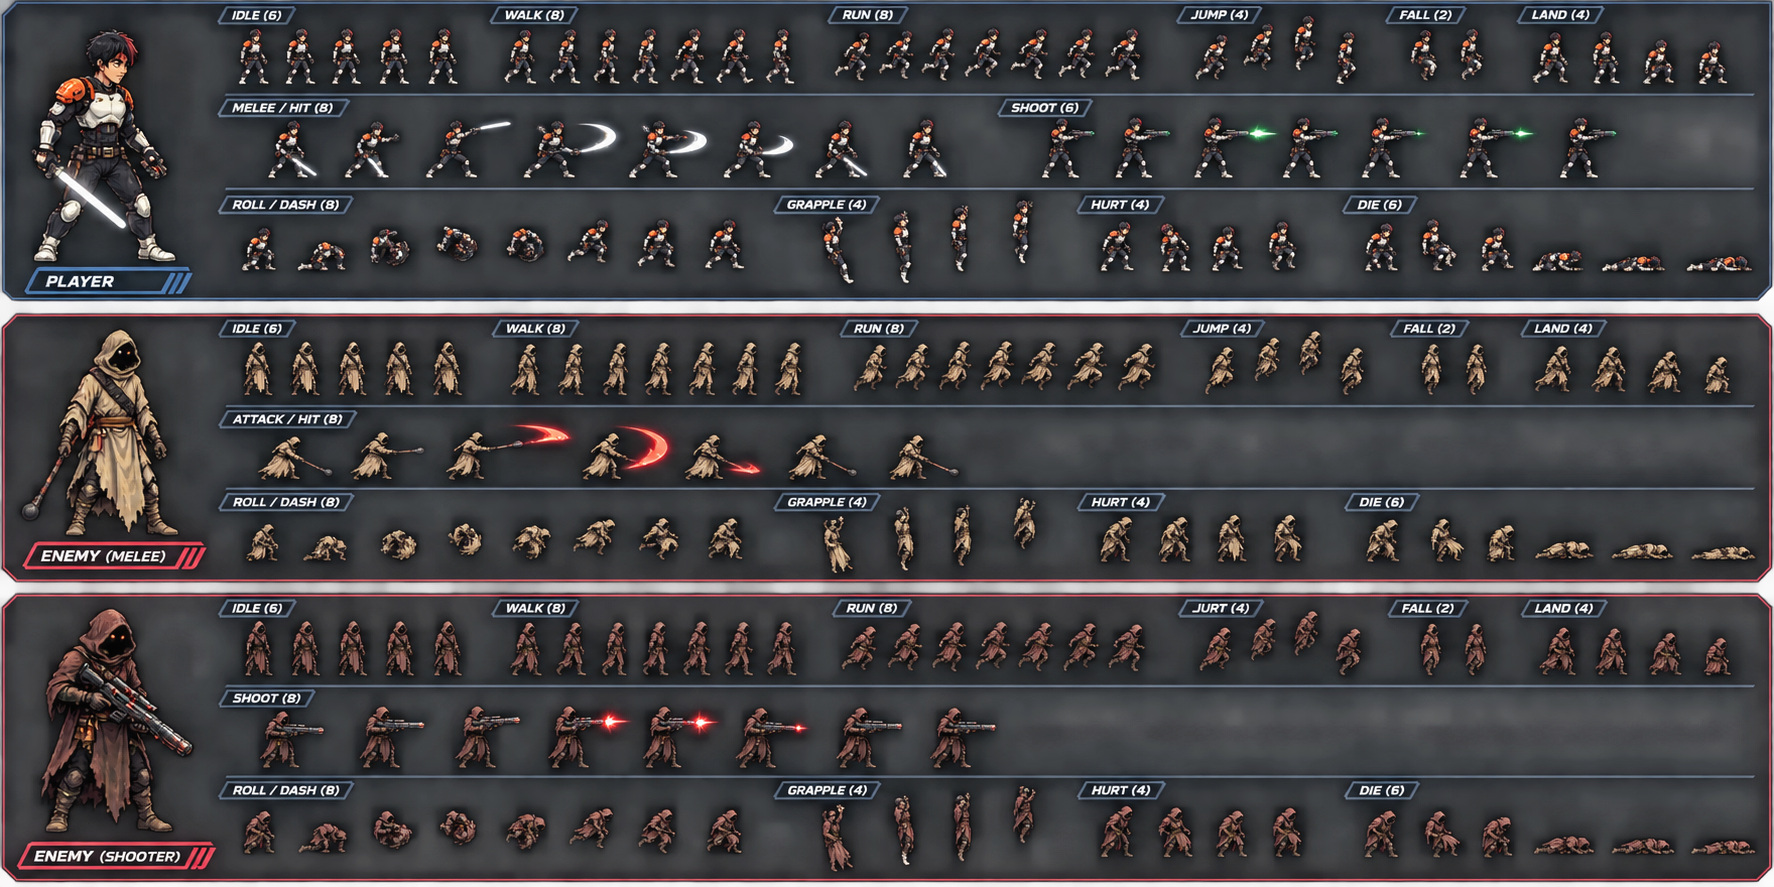 IDLE (6)
WALK (8)
RUN (8)
JUMP (4)
FALL (2)
LAND (4)
MELEE / HIT (8)
SHOOT (6)
ROLL / DASH (8)
GRAPPLE (4)
HURT (4)
DIE (6)
PLAYER
IDLE (6)
WALK (8)
RUN (8)
JUMP (4)
FALL (2)
LAND (4)
ATTACK / HIT (8)
ROLL / DASH (8)
GRAPPLE (4)
HURT (4)
DIE (6)
ENEMY (MELEE)
IDLE (6)
WALK (8)
RUN (8)
JURT (4)
FALL (2)
LAND (4)
SHOOT (8)
ROLL / DASH (8)
GRAPPLE (4)
HURT (4)
DIE (6)
ENEMY (SHOOTER)